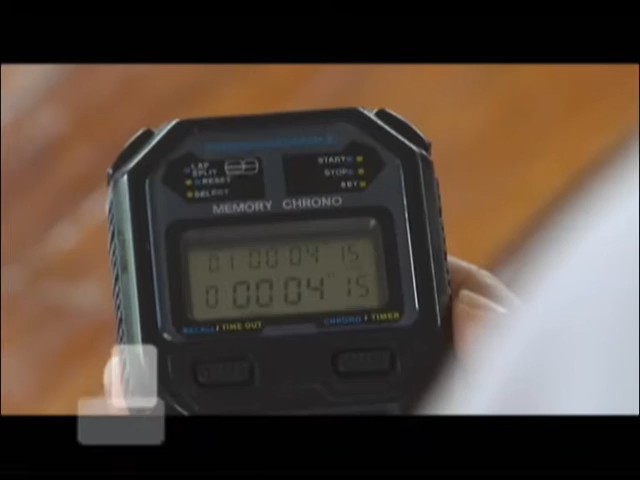 LAP
SPLIT
RESET
SELECT
START
STOP
SET
MEMORY CHRONO
01 00 04 15
0:00 04" 15
RECALL / TIME OUT
CHRONO / TIMER